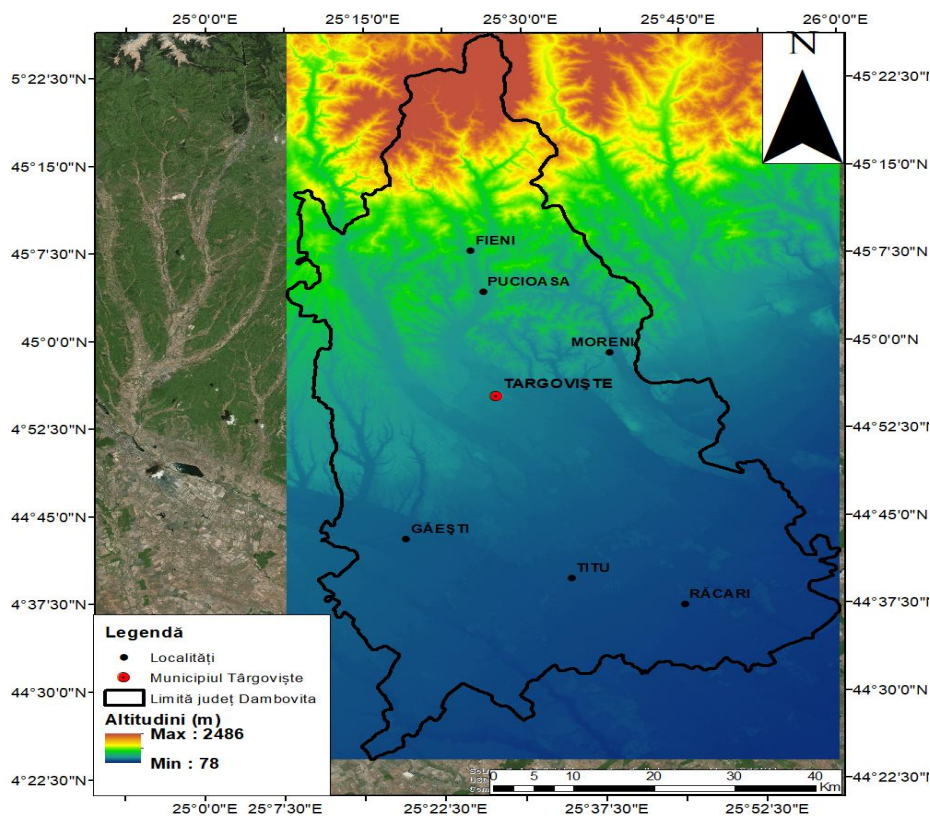 25°0'0"E 25°15'0"E 25°30'0"E 25°45'0"E 26°0'0"E
N
5°22'30"N 45°22'30"N
45°15'0"N 45°15'0"N
45°7'30"N 45°7'30"N
FIENI
PUCIOASA
45°0'0"N 45°0'0"N
MORENI
TARGOVIŞTE
4°52'30"N 44°52'30"N
44°45'0"N 44°45'0"N
GĂEŞTI
TITU
RĂCARI
4°37'30"N 44°37'30"N
Legendă
Localități
Municipiul Târgoviște
Limită județ Dambovita
Altitudini (m)
Max : 2486
Min : 78
44°30'0"N 44°30'0"N
4°22'30"N 44°22'30"N
0 5 10 20 30 40
Km
25°0'0"E 25°7'30"E 25°22'30"E 25°37'30"E 25°52'30"E